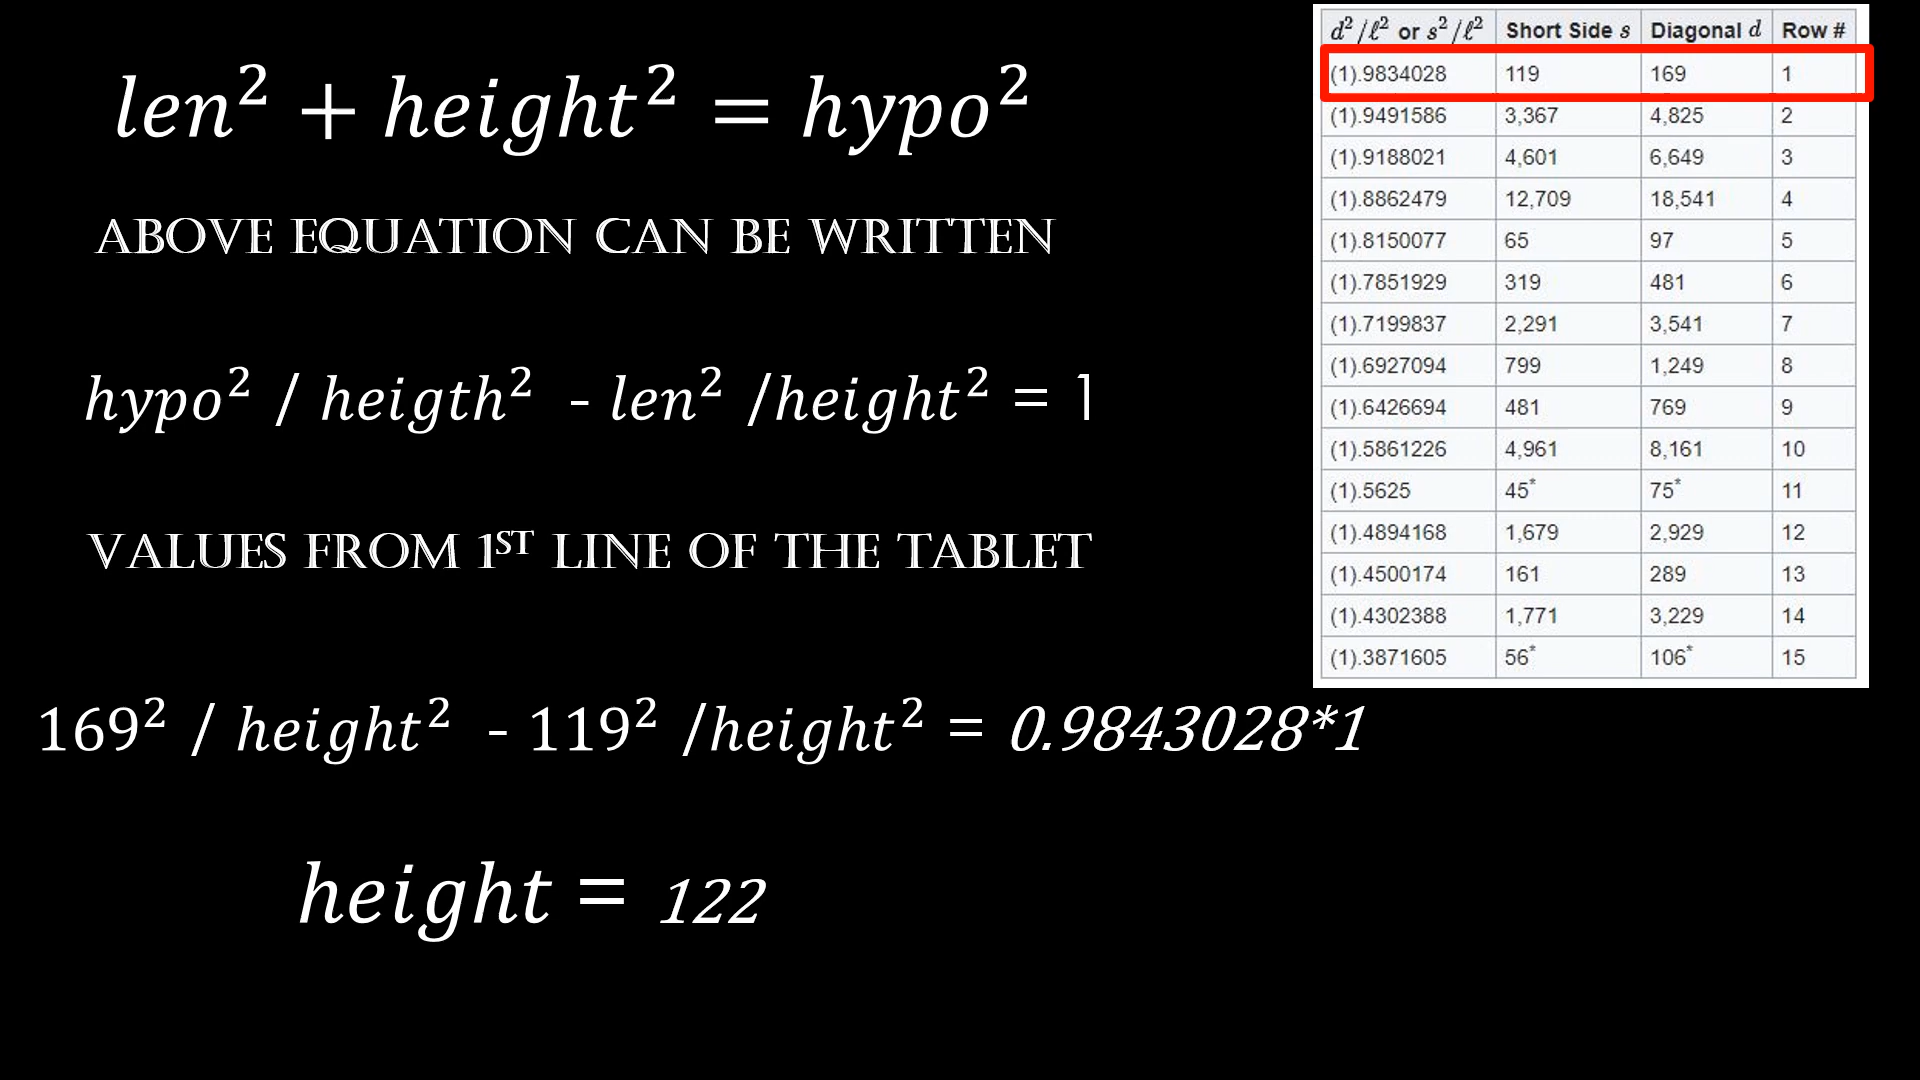 len² + height² = hypo²
ABOVE EQUATION CAN BE WRITTEN
hypo² / heigth² - len² /height² = 1
VALUES FROM 1ST LINE OF THE TABLET
169² / height² - 119² /height² = 0.9843028*1
height = 122
d²/ℓ² or s²/ℓ² Short Side s Diagonal d Row #
(1).9834028 119 169 1
(1).9491586 3,367 4,825 2
(1).9188021 4,601 6,649 3
(1).8862479 12,709 18,541 4
(1).8150077 65 97 5
(1).7851929 319 481 6
(1).7199837 2,291 3,541 7
(1).6927094 799 1,249 8
(1).6426694 481 769 9
(1).5861226 4,961 8,161 10
(1).5625 45* 75* 11
(1).4894168 1,679 2,929 12
(1).4500174 161 289 13
(1).4302388 1,771 3,229 14
(1).3871605 56* 106* 15